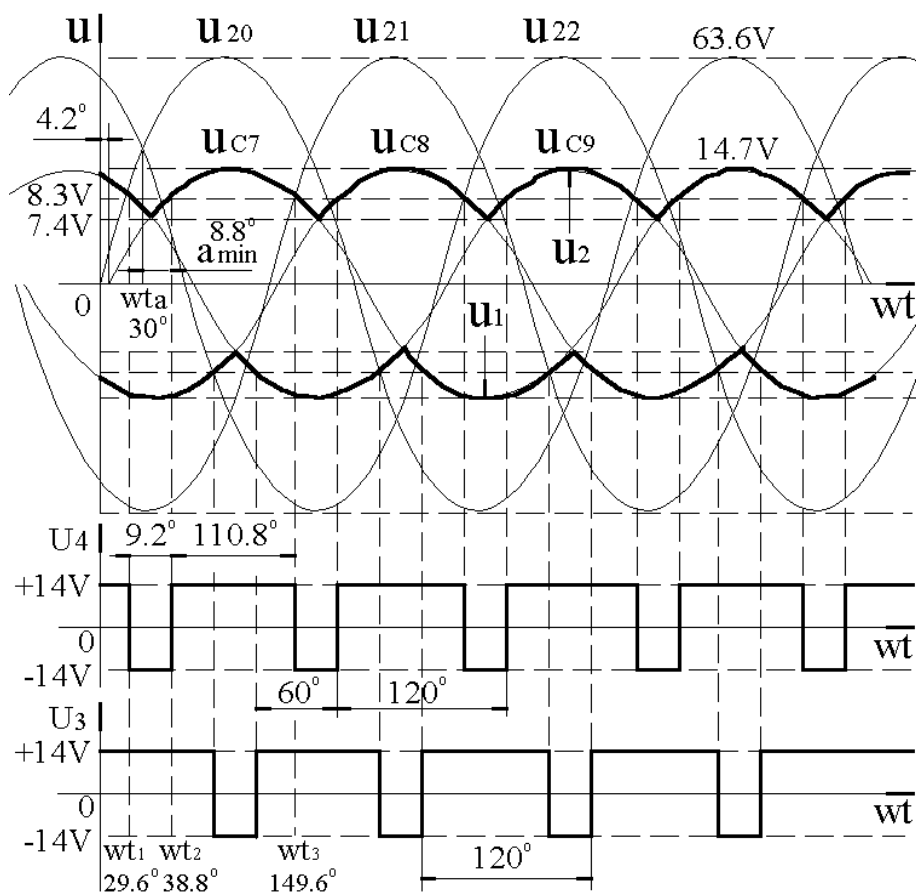 u u20 u21 u22 63.6V
4.2°
uC7 uC8 uC9 14.7V
8.3V
7.4V
8.8°
amin
u2
0 wta u1 wt
30°
9.2° 110.8°
U4
+14V
0 wt
-14V
60° 120°
U3
+14V
0 wt
-14V
wt1 wt2 wt3 120°
29.6° 38.8° 149.6°